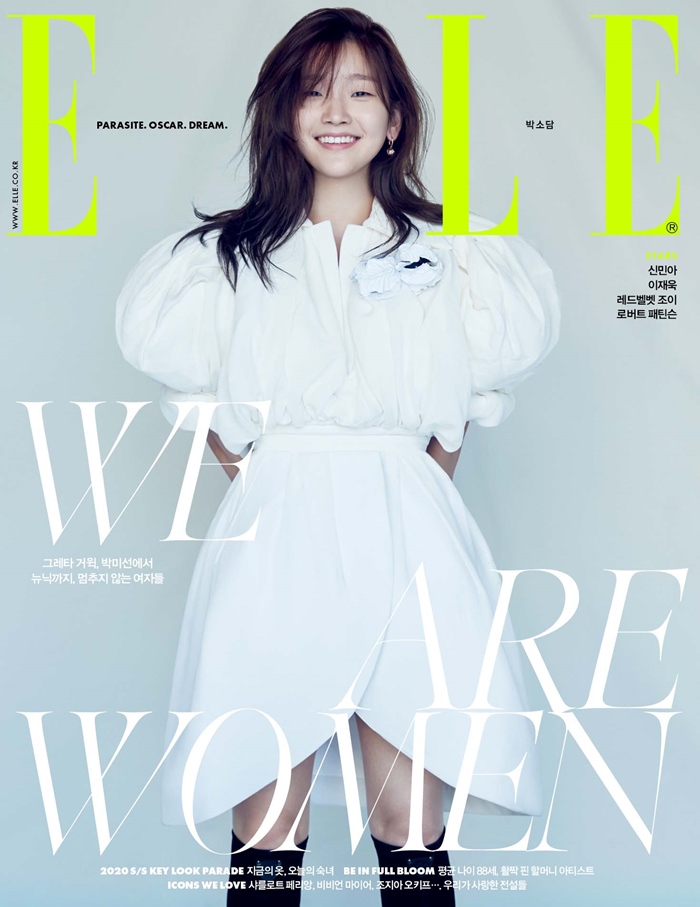 ELLE
PARASITE. OSCAR. DREAM.
박소담
WWW.ELLE.CO.KR
®
신민아
이재욱
레드벨벳 조이
로버트 패틴슨
WE
그레타 거윅, 박미선에서
뉴닉까지, 멈추지 않는 여자들
ARE
WOMEN
2020 S/S KEY LOOK PARADE 지금의 옷, 오늘의 숙녀 BE IN FULL BLOOM 평균 나이 88세, 활짝 핀 할머니 아티스트
ICONS WE LOVE 샤를로트 페리앙, 비비언 마이어, 조지아 오키프…, 우리가 사랑한 전설들